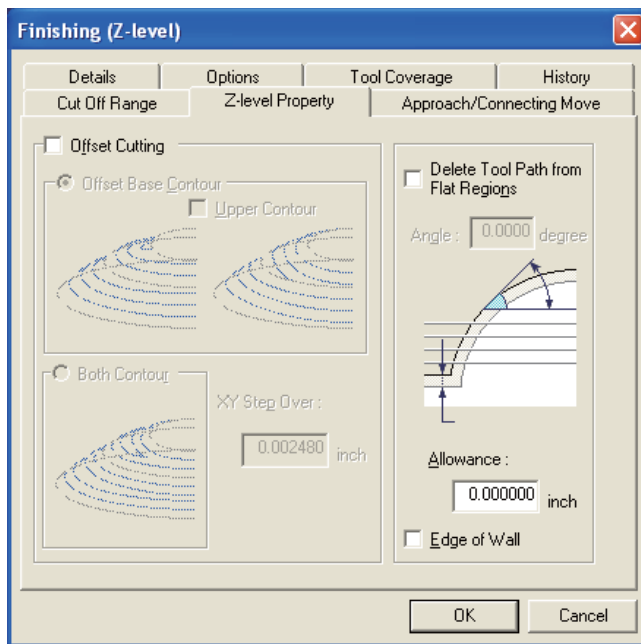 Finishing (Z-level)
Details Options Tool Coverage History
Cut Off Range Z-level Property Approach/Connecting Move
Offset Cutting
Offset Base Contour
Upper Contour
Both Contour
XY Step Over :
0.002480 inch
Delete Tool Path from
Flat Regions
Angle : 0.0000 degree
Allowance :
0.000000 inch
Edge of Wall
OK Cancel